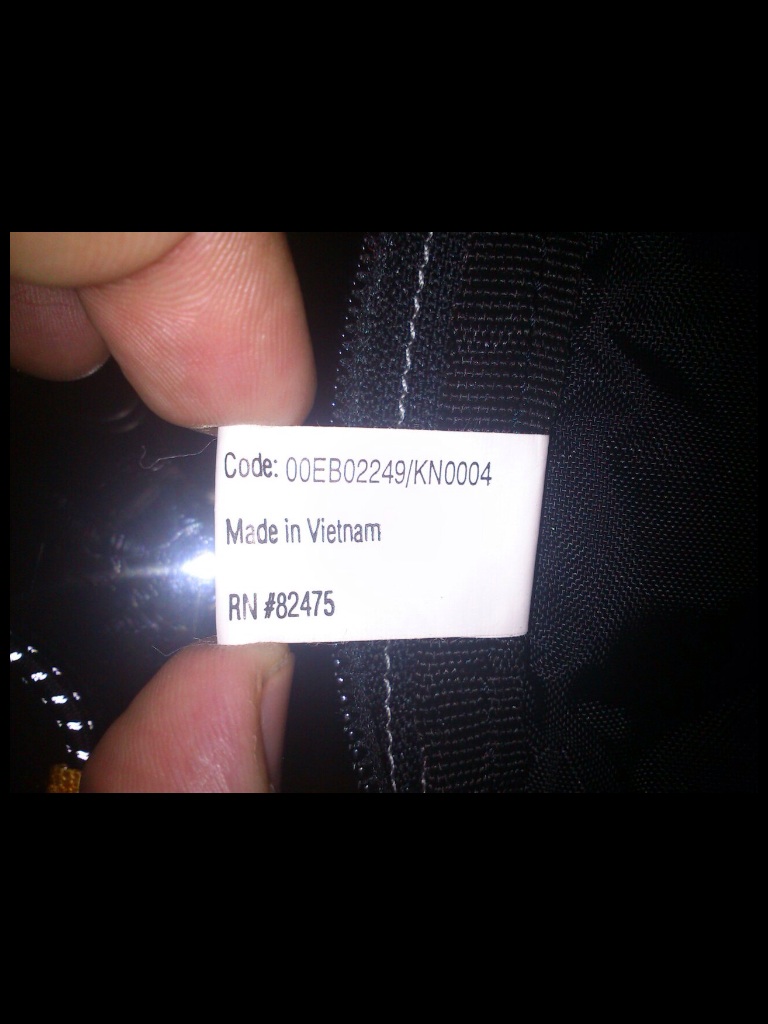 Code: 00EB02249/KN0004
Made in Vietnam
RN #82475